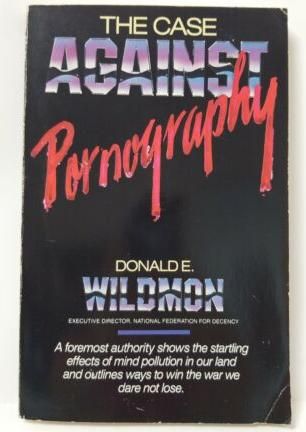 THE CASE
AGAINST
Pornography
DONALD E.
WILDMON
EXECUTIVE DIRECTOR, NATIONAL FEDERATION FOR DECENCY
A foremost authority shows the startling
effects of mind pollution in our land
and outlines ways to win the war we
dare not lose.